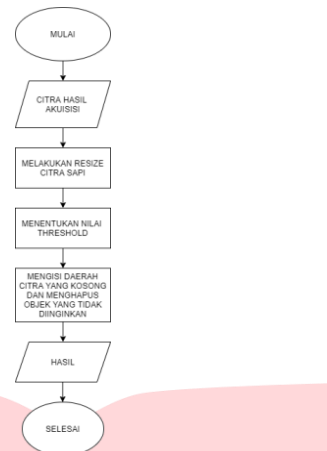 MULAI
CITRA HASIL
AKUISISI
MELAKUKAN RESIZE
CITRA SAPI
MENENTUKAN NILAI
THRESHOLD
MENGISI DAERAH
CITRA YANG KOSONG
DAN MENGHAPUS
OBJEK YANG TIDAK
DIINGINKAN
HASIL
SELESAI